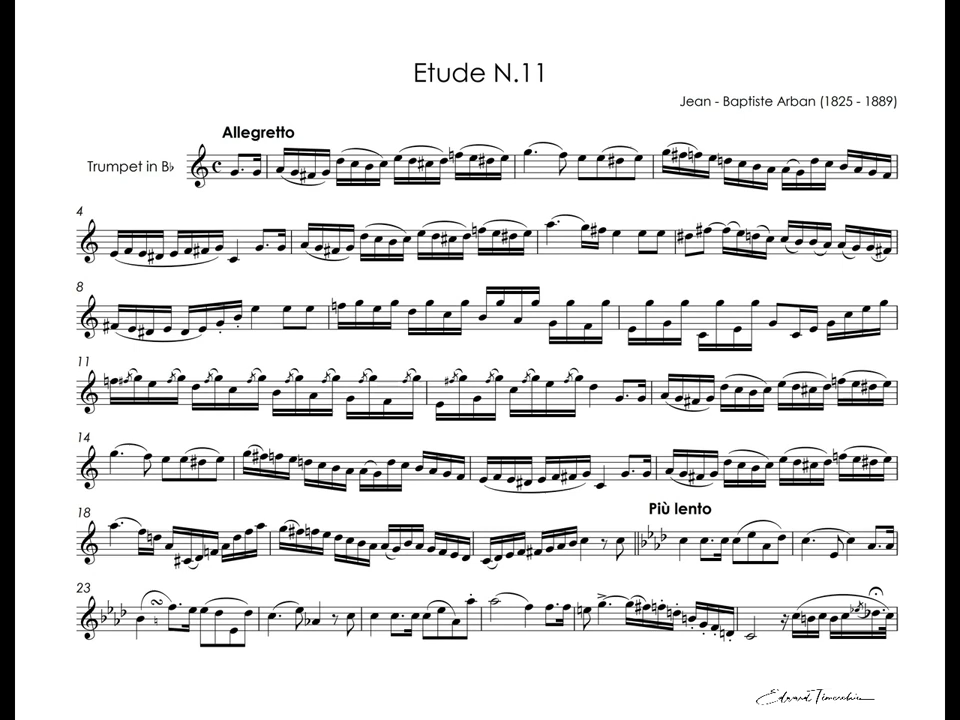 Etude N.11
Jean - Baptiste Arban (1825 - 1889)
Allegretto
Trumpet in B♭
4
8
11
14
18
Più lento
23